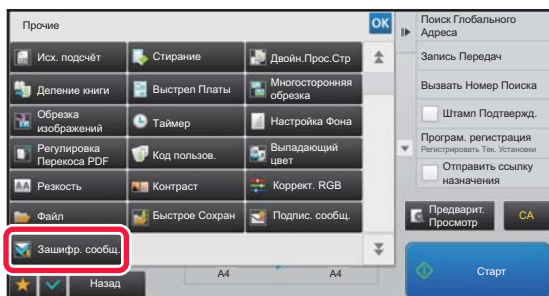 Прочие
OK
Исх. подсчёт
Стирание
Двойн.Прос.Стр
Деление книги
Выстрел Платы
Многосторонняя
обрезка
Обрезка
изображений
Таймер
Настройка Фона
Регулировка
Перекоса PDF
Код пользов.
Выпадающий
цвет
Резкость
Контраст
Коррект. RGB
Файл
Быстрое Сохран
Подпис. сообщ.
Зашифр. сообщ.
Назад
A4
A4
Поиск Глобального
Адреса
Запись Передач
Вызвать Номер Поиска
Штамп Подтвержд.
Програм. регистрация
Регистрировать Тек. Установки
Отправить ссылку
назначения
Предварит.
Просмотр
CA
Старт